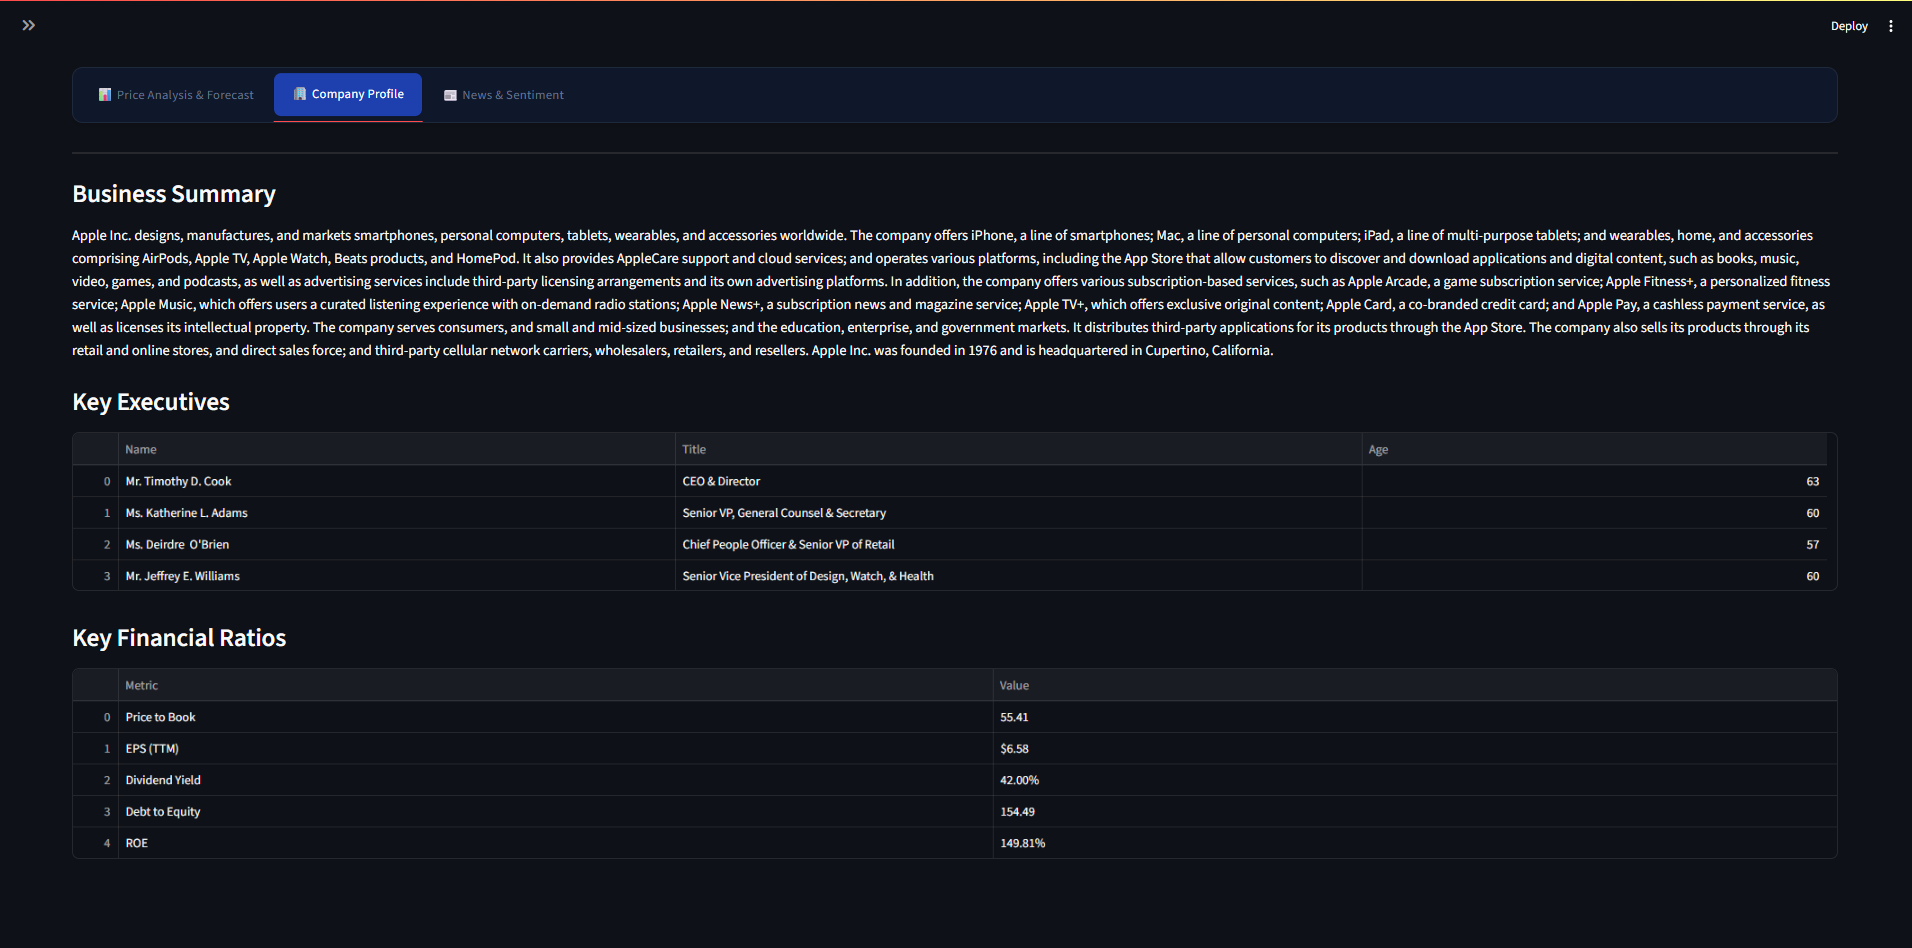 Deploy
Price Analysis & Forecast
Company Profile
News & Sentiment
Business Summary
Apple Inc. designs, manufactures, and markets smartphones, personal computers, tablets, wearables, and accessories worldwide. The company offers iPhone, a line of smartphones; Mac, a line of personal computers; iPad, a line of multi-purpose tablets; and wearables, home, and accessories
comprising AirPods, Apple TV, Apple Watch, Beats products, and HomePod. It also provides AppleCare support and cloud services; and operates various platforms, including the App Store that allow customers to discover and download applications and digital content, such as books, music,
video, games, and podcasts, as well as advertising services include third-party licensing arrangements and its own advertising platforms. In addition, the company offers various subscription-based services, such as Apple Arcade, a game subscription service; Apple Fitness+, a personalized fitness
service; Apple Music, which offers users a curated listening experience with on-demand radio stations; Apple News+, a subscription news and magazine service; Apple TV+, which offers exclusive original content; Apple Card, a co-branded credit card; and Apple Pay, a cashless payment service, as
well as licenses its intellectual property. The company serves consumers, and small and mid-sized businesses; and the education, enterprise, and government markets. It distributes third-party applications for its products through the App Store. The company also sells its products through its
retail and online stores, and direct sales force; and third-party cellular network carriers, wholesalers, retailers, and resellers. Apple Inc. was founded in 1976 and is headquartered in Cupertino, California.
Key Executives
Name Title Age
0 Mr. Timothy D. Cook CEO & Director 63
1 Ms. Katherine L. Adams Senior VP, General Counsel & Secretary 60
2 Ms. Deirdre  O'Brien Chief People Officer & Senior VP of Retail 57
3 Mr. Jeffrey E. Williams Senior Vice President of Design, Watch, & Health 60
Key Financial Ratios
Metric Value
0 Price to Book 55.41
1 EPS (TTM) $6.58
2 Dividend Yield 42.00%
3 Debt to Equity 154.49
4 ROE 149.81%